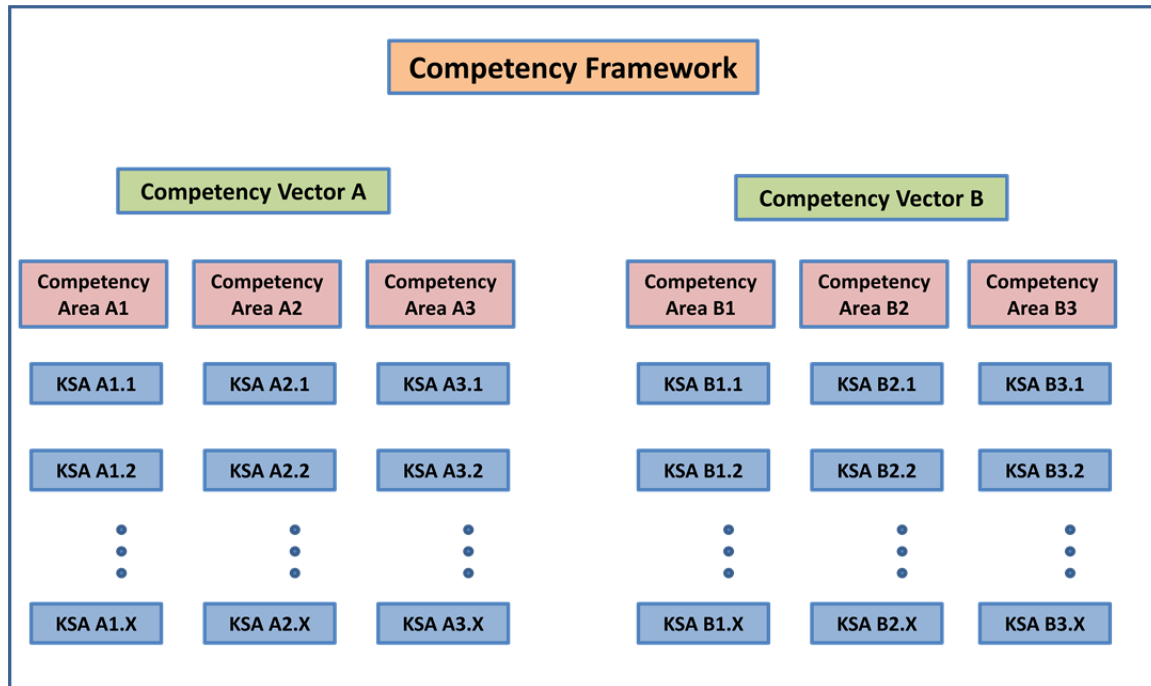 Competency Framework
Competency Vector A
Competency Vector B
Competency
Area A1
Competency
Area A2
Competency
Area A3
Competency
Area B1
Competency
Area B2
Competency
Area B3
KSA A1.1
KSA A2.1
KSA A3.1
KSA B1.1
KSA B2.1
KSA B3.1
KSA A1.2
KSA A2.2
KSA A3.2
KSA B1.2
KSA B2.2
KSA B3.2
KSA A1.X
KSA A2.X
KSA A3.X
KSA B1.X
KSA B2.X
KSA B3.X